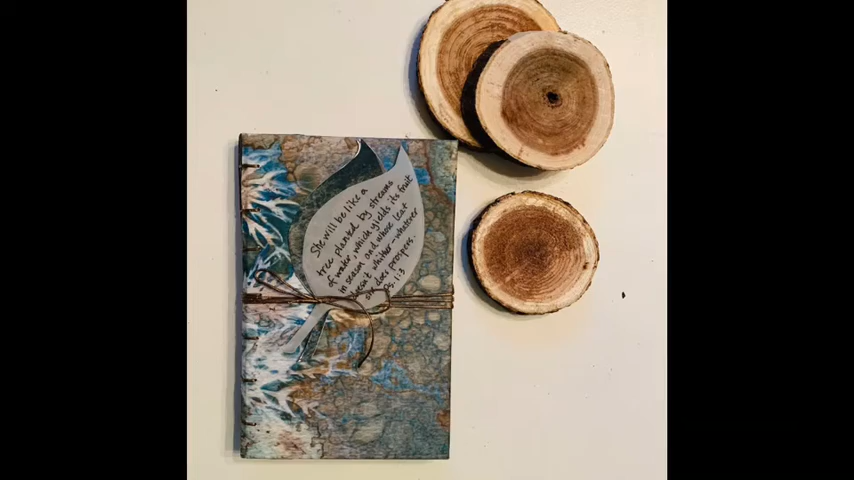 She will be like a
tree planted by streams
of water, which yields its fruit
in season and whose leaf
doesn't whither - whatever
she does prospers.
Ps. 1:3